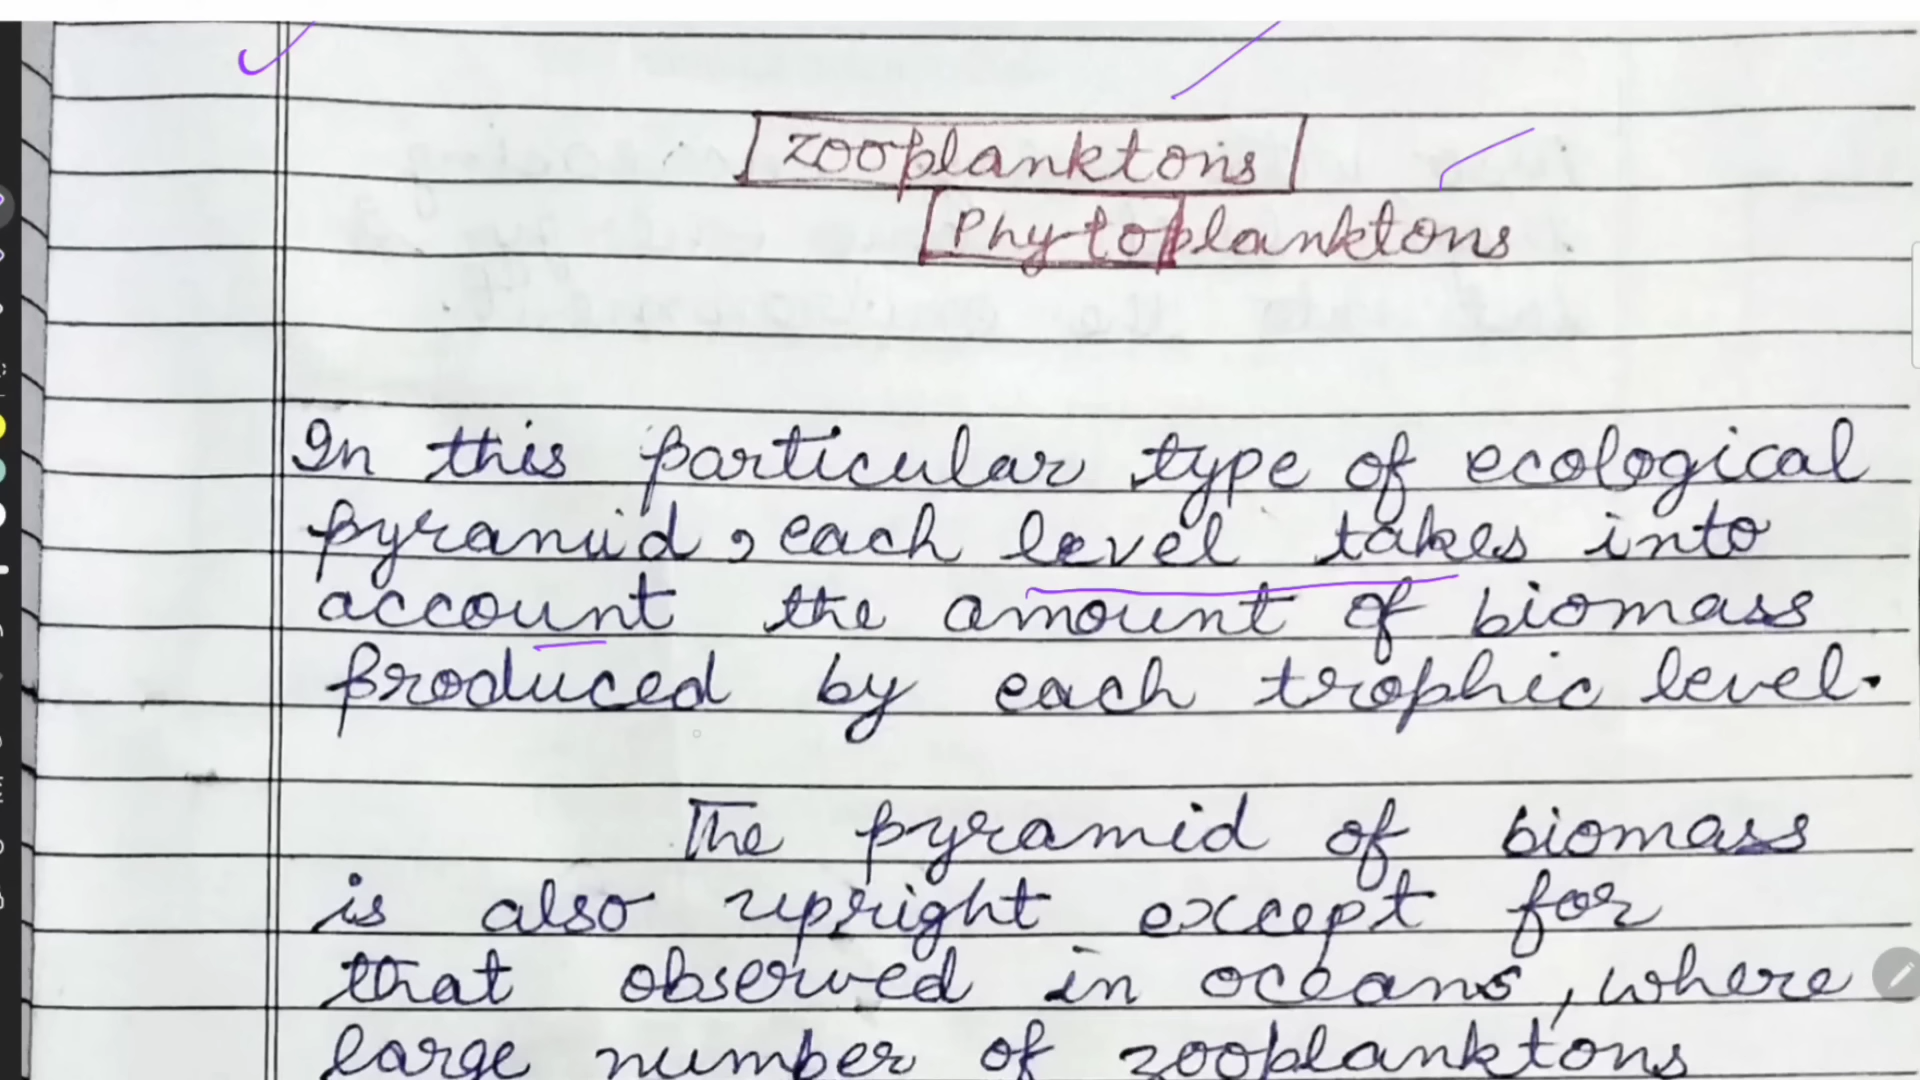 Zooplanktons
Phytoplanktons
In this particular type of ecological
pyramid, each level takes into
account the amount of biomass
produced by each trophic level.
The pyramid of biomass
is also upright except for
that observed in oceans, where
large number of zooplanktons